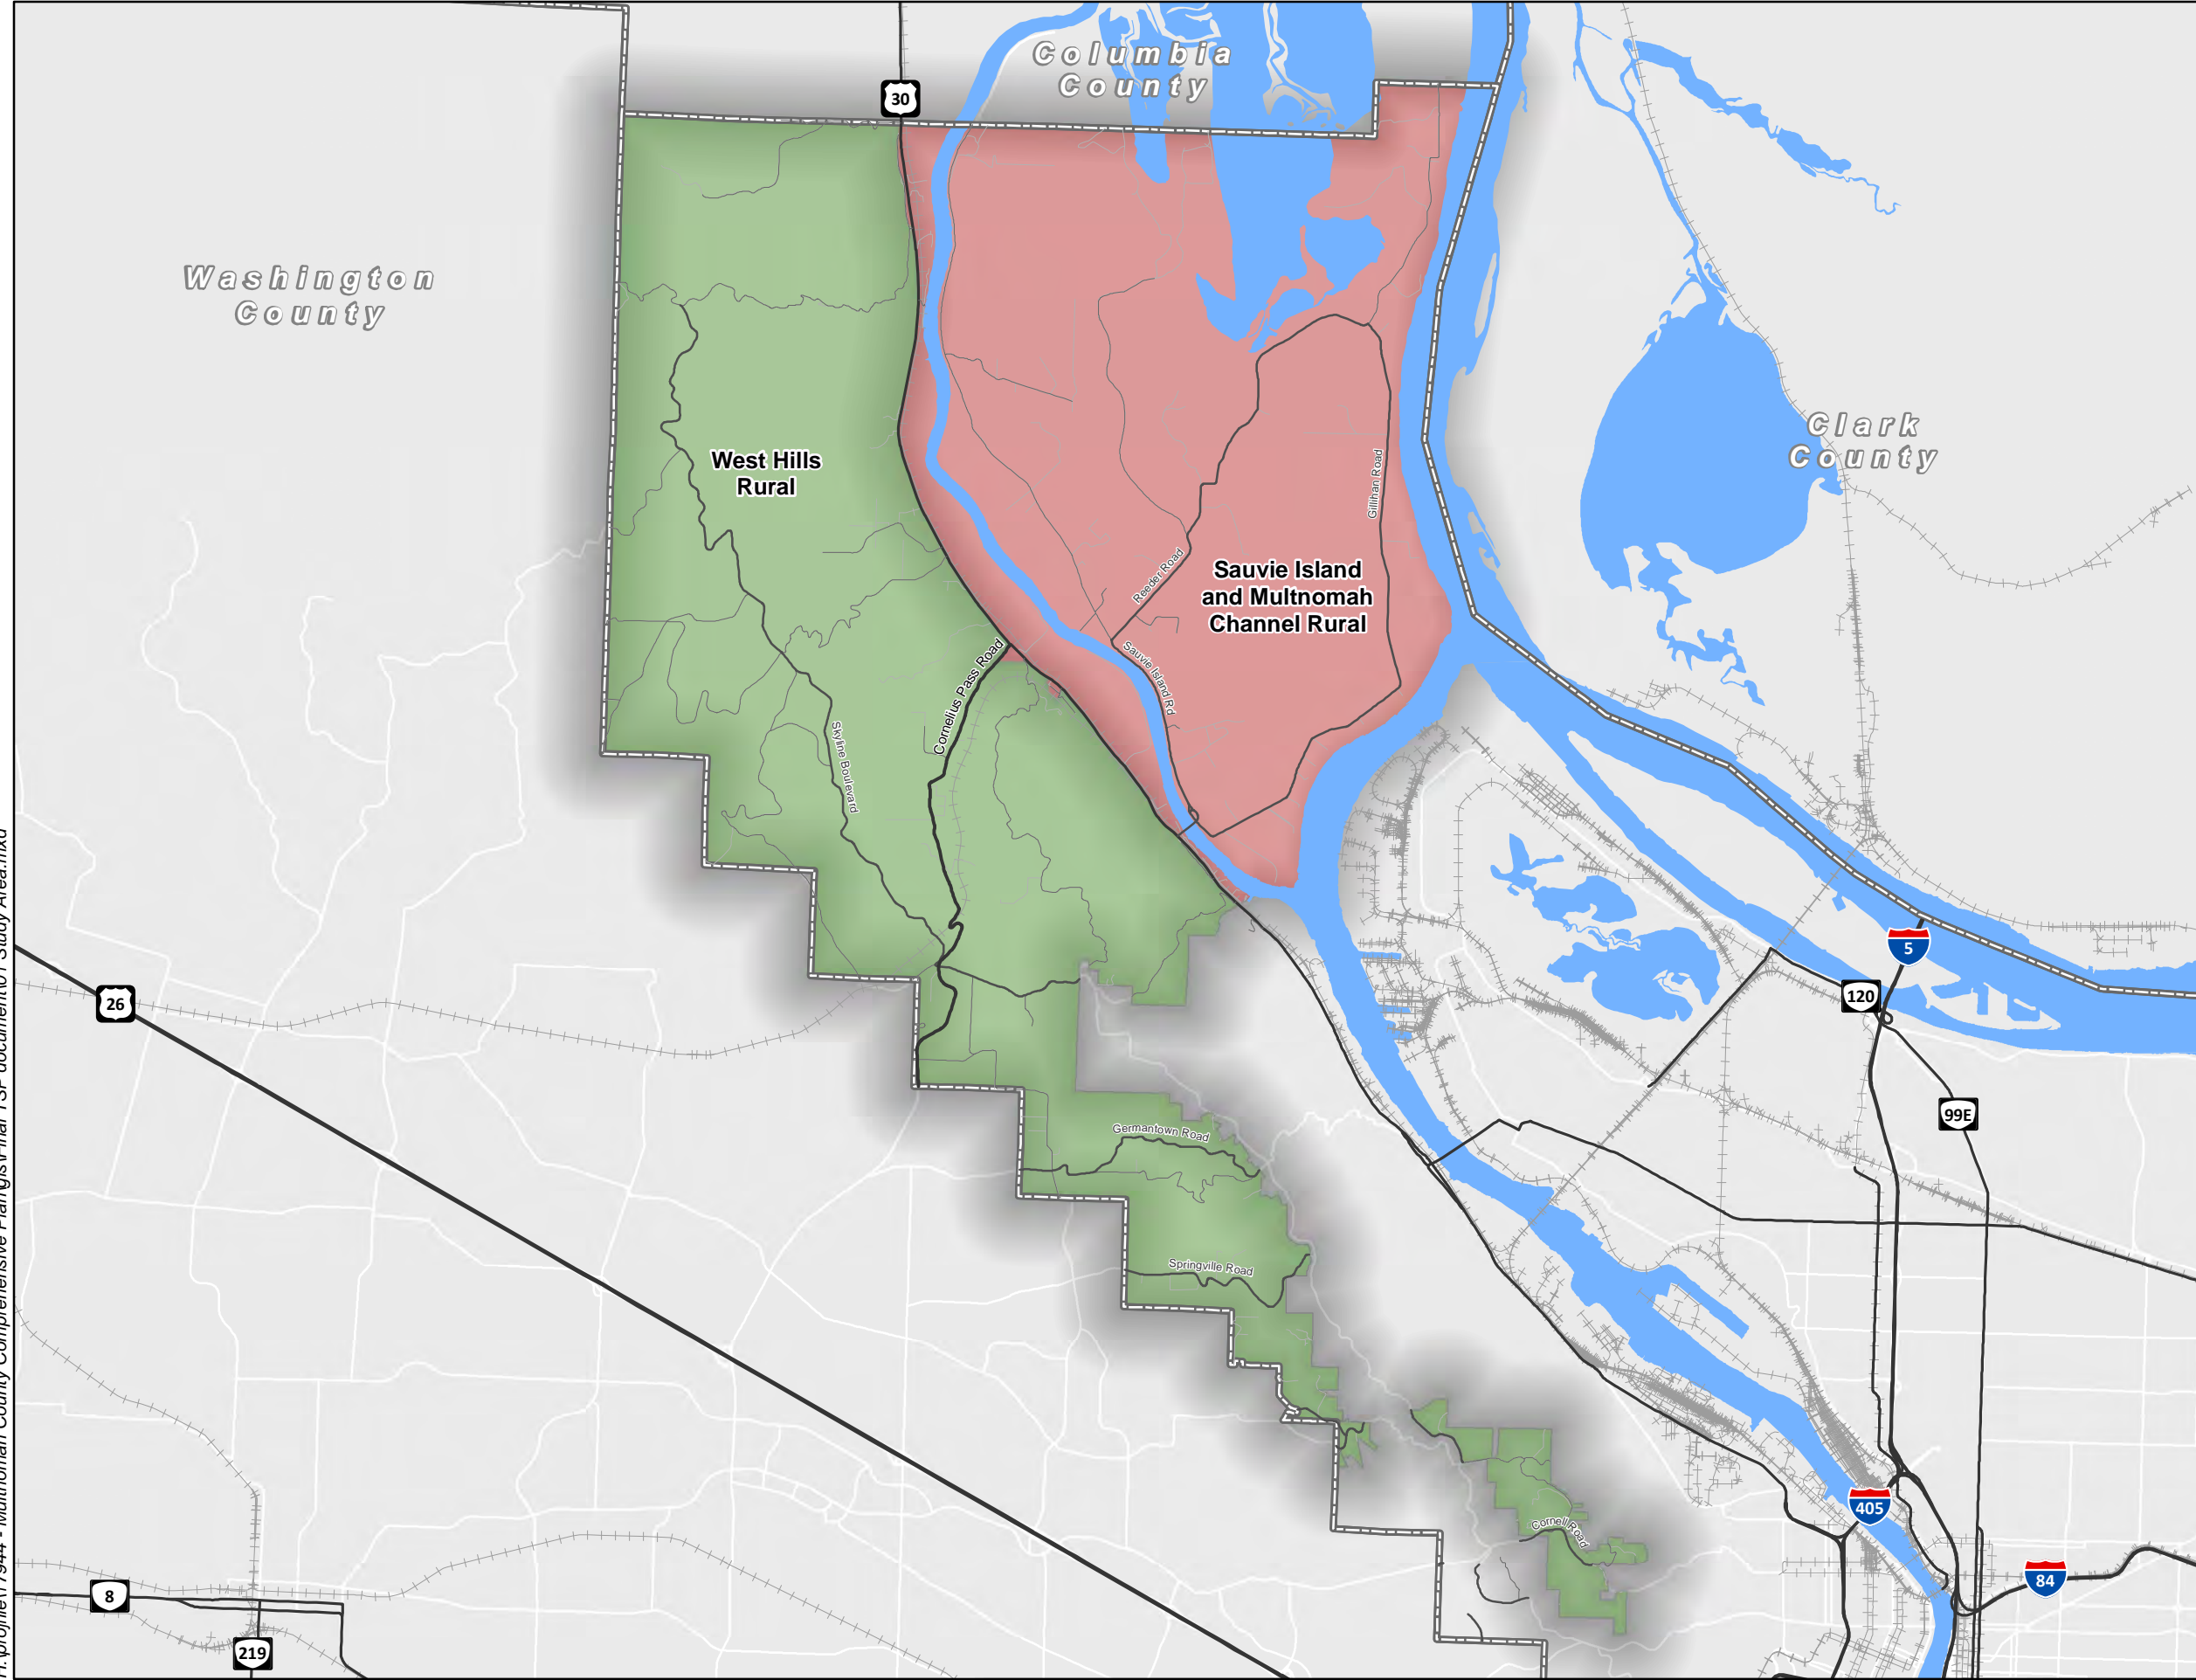 Columbia
County
30
Washington
County
Clark
County
West Hills
Rural
Gillihan Road
Reeder Road
Sauvie Island
and Multnomah
Channel Rural
Sauvie Island Rd
Cornelius Pass Road
Skyline Boulevard
5
26
120
99E
Germantown Road
Springville Road
405
Cornell Road
84
8
219
- Multnomah County Comprehensive Plan\gis\Final TSP document\01 Study Area.mxd